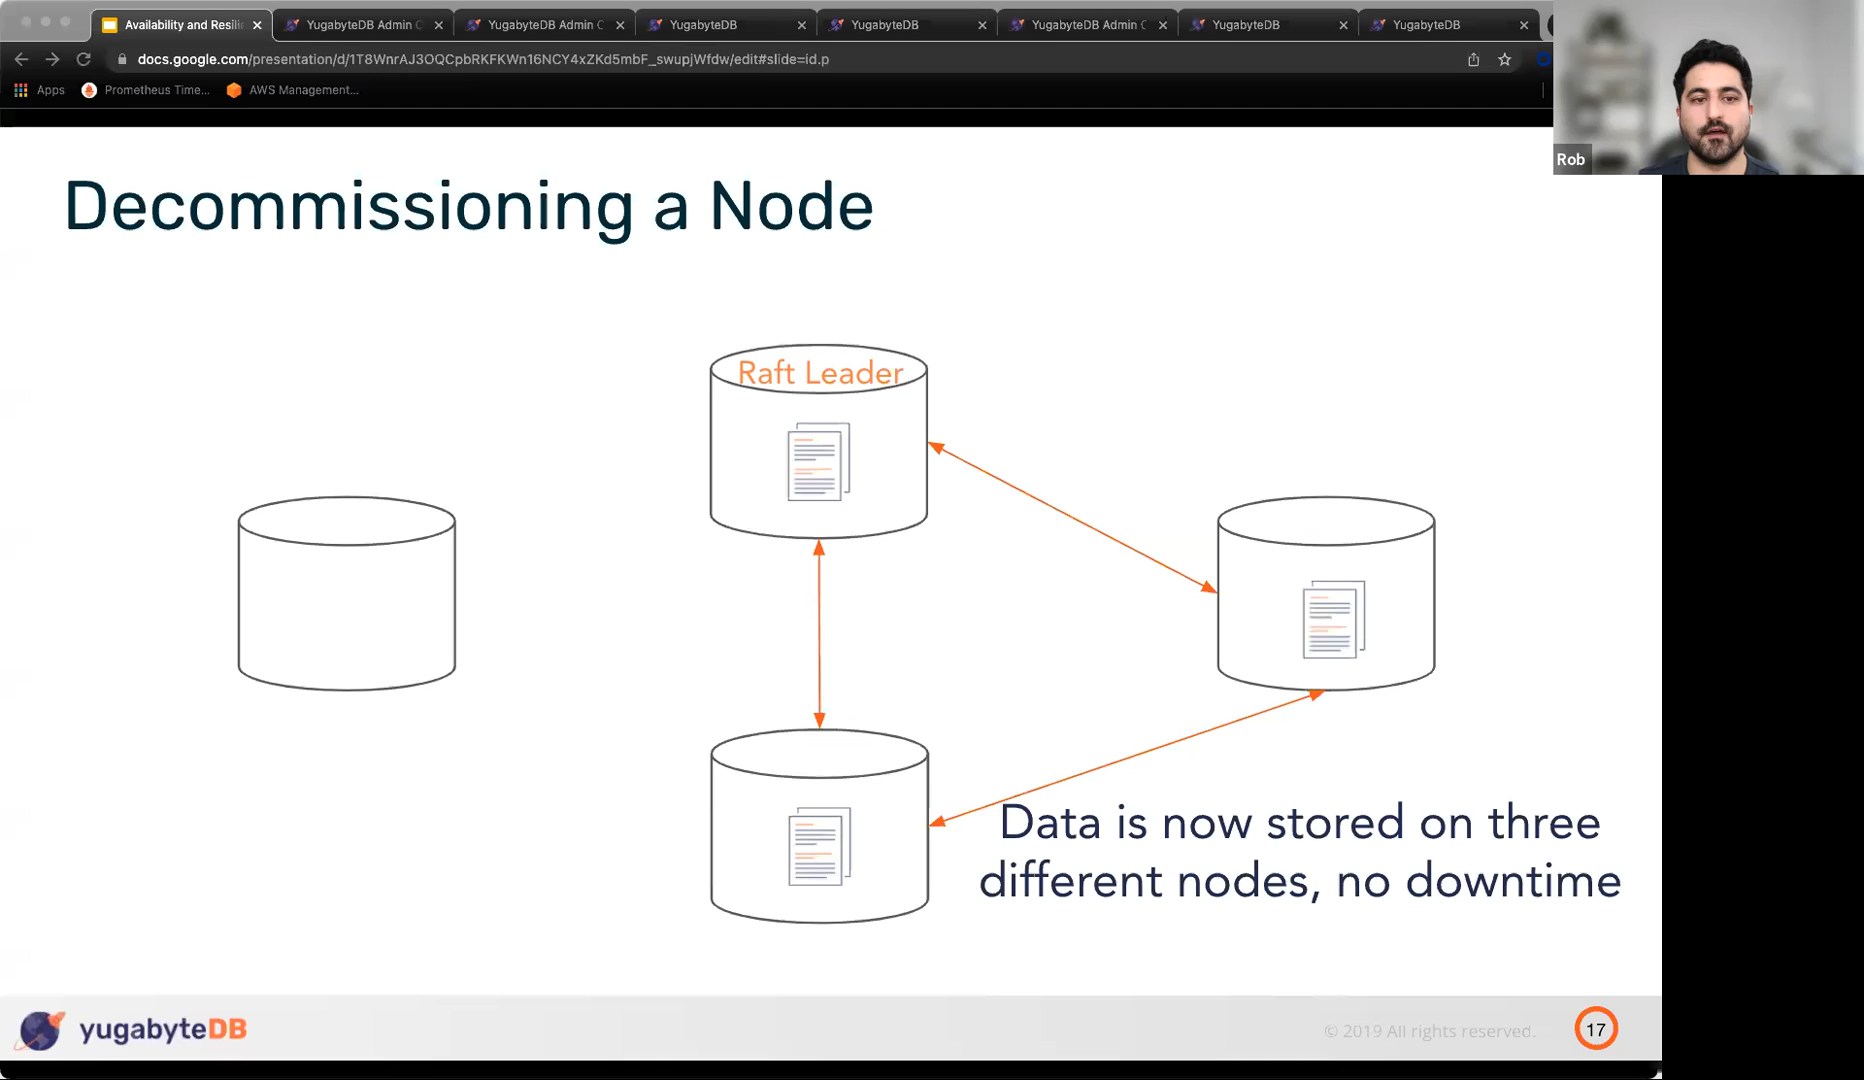 Availability and Resili
YugabyteDB Admin C
YugabyteDB Admin C
YugabyteDB
YugabyteDB
YugabyteDB Admin C
YugabyteDB
YugabyteDB
docs.google.com/presentation/d/1T8WnrAJ3OQCpbRKFKWn16NCY4xZKd5mbF_swupjWfdw/edit#slide=id.p
Apps
Prometheus Time...
AWS Management...
Rob
Decommissioning a Node
Raft Leader
Data is now stored on three
different nodes, no downtime
yugabyteDB
© 2019 All rights reserved.
17